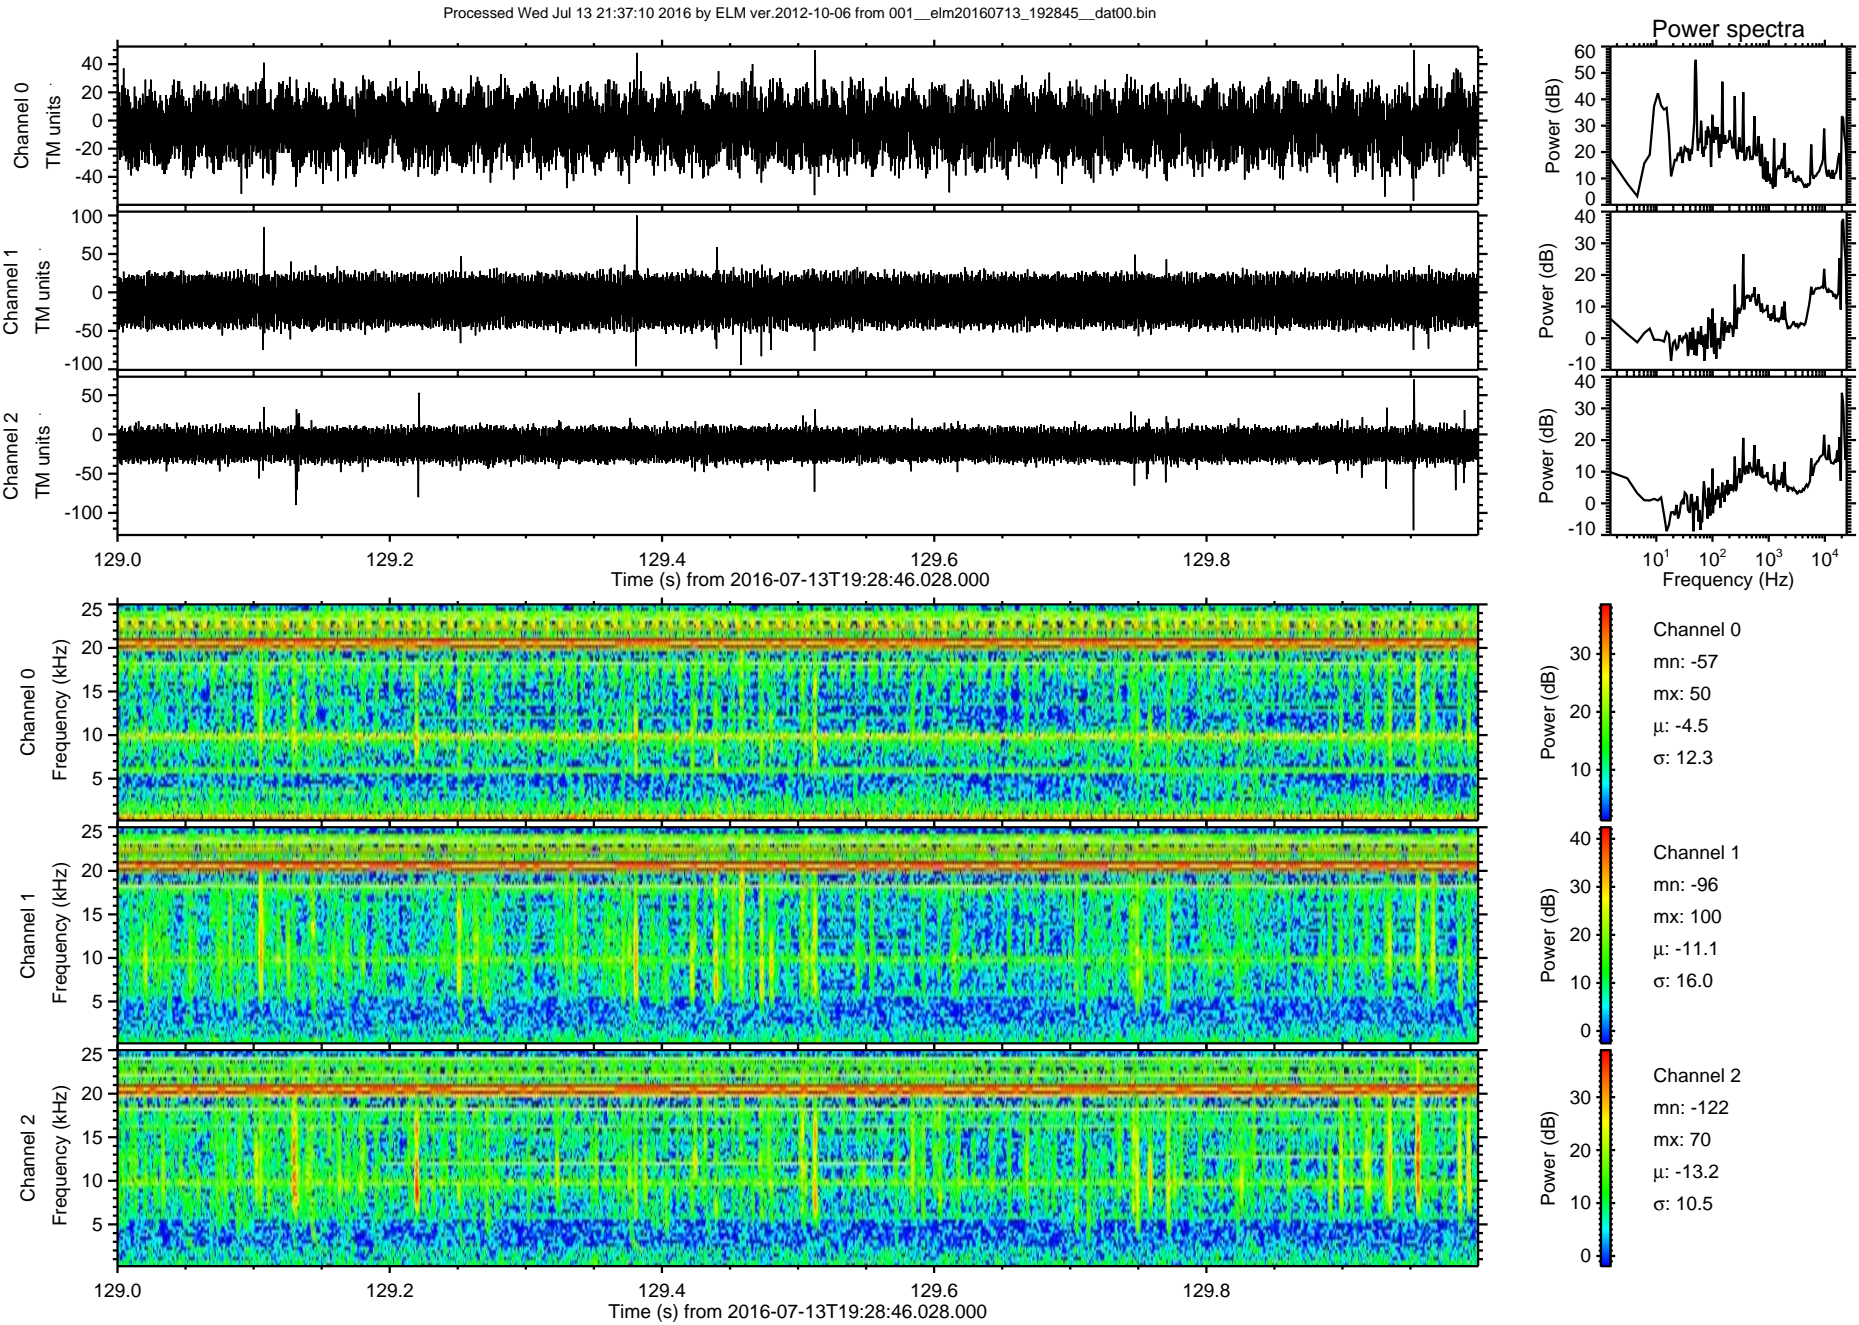 Processed Wed Jul 13 21:37:10 2016 by ELM ver.2012-10-06 from 001__elm20160713_192845__dat00.bin
Power spectra
Channel 0
TM units
40
20
0
-20
-40
Power (dB)
60
50
40
30
20
10
0
Channel 1
TM units
100
50
0
-50
-100
Power (dB)
40
30
20
10
0
-10
Channel 2
TM units
50
0
-50
-100
Power (dB)
40
30
20
10
0
-10
129.0 129.2 129.4 129.6 129.8
Time (s) from 2016-07-13T19:28:46.028.000
10¹ 10² 10³ 10⁴
Frequency (Hz)
Channel 0
Frequency (kHz)
25
20
15
10
5
Power (dB)
30
20
10
Channel 0
mn: -57
mx: 50
µ: -4.5
σ: 12.3
Channel 1
Frequency (kHz)
25
20
15
10
5
Power (dB)
40
30
20
10
0
Channel 1
mn: -96
mx: 100
µ: -11.1
σ: 16.0
Channel 2
Frequency (kHz)
25
20
15
10
5
Power (dB)
30
20
10
0
Channel 2
mn: -122
mx: 70
µ: -13.2
σ: 10.5
129.0 129.2 129.4 129.6 129.8
Time (s) from 2016-07-13T19:28:46.028.000